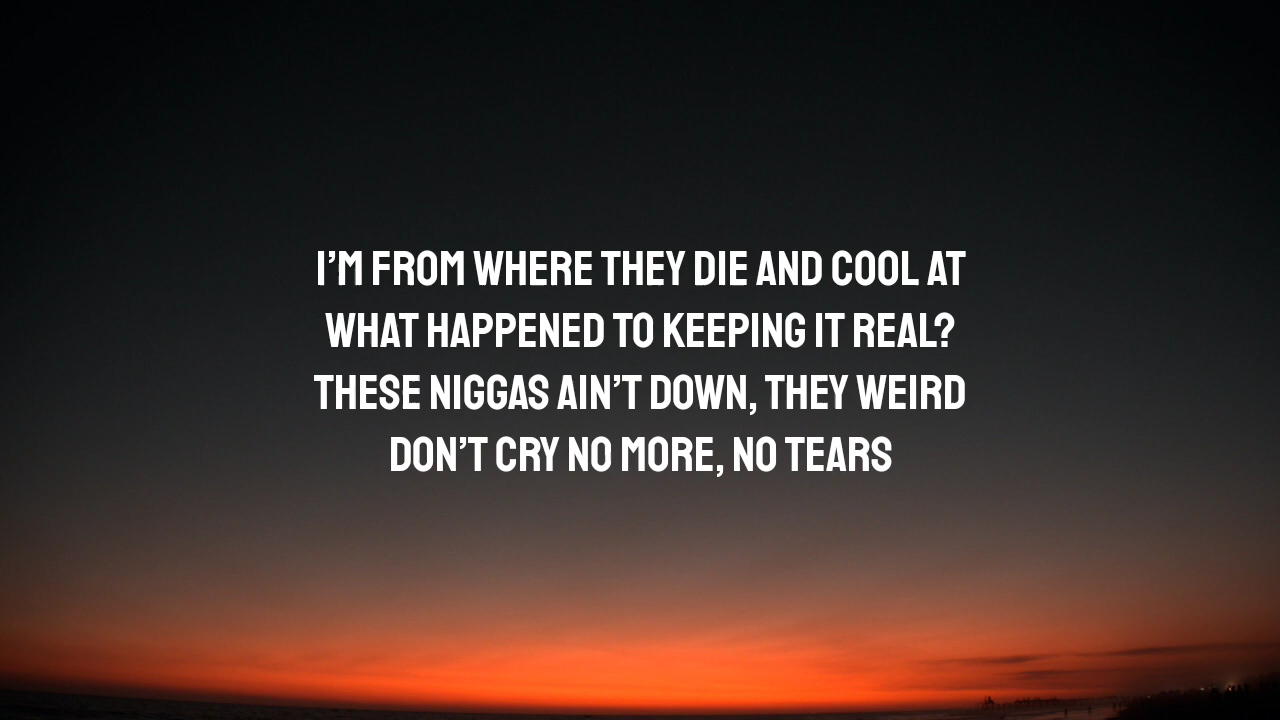 I’M FROM WHERE THEY DIE AND COOL AT
WHAT HAPPENED TO KEEPING IT REAL?
THESE NIGGAS AIN’T DOWN, THEY WEIRD
DON’T CRY NO MORE, NO TEARS